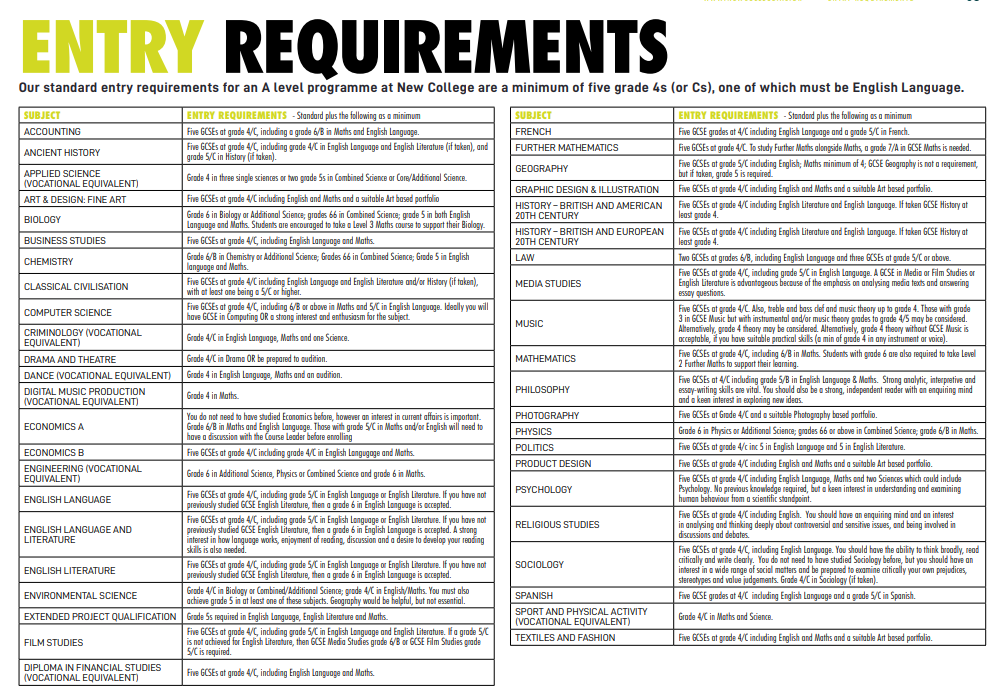 ENTRY REQUIREMENTS
Our standard entry requirements for an A level programme at New College are a minimum of five grade 4s (or Cs), one of which must be English Language.
SUBJECT ENTRY REQUIREMENTS - Standard plus the following as a minimum
ACCOUNTING Five GCSEs at grade 4/C, including a grade 6/B in Maths and English Language.
ANCIENT HISTORY Five GCSEs at grade 4/C, including grade 4/C in English Language and English Literature (if taken), and
grade 5/C in History (if taken).
APPLIED SCIENCE
(VOCATIONAL EQUIVALENT) Grade 4 in three single sciences or two grade 5s in Combined Science or Core/Additional Science.
ART & DESIGN: FINE ART Five GCSEs at grade 4/C including English and Maths and a suitable Art based portfolio
BIOLOGY Grade 6 in Biology or Additional Science; grades 66 in Combined Science; grade 5 in both English
Language and Maths. Students are encouraged to take a Level 3 Maths course to support their Biology.
BUSINESS STUDIES Five GCSEs at grade 4/C, including English Language and Maths.
CHEMISTRY Grade 6/B in Chemistry or Additional Science; Grades 66 in Combined Science; Grade 5 in English
language and Maths.
CLASSICAL CIVILISATION Five GCSEs at grade 4/C including English Language and English Literature and/or History (if taken),
with at least one being a 5/C or higher.
COMPUTER SCIENCE Five GCSEs at grade 4/C, including 6/B or above in Maths and 5/C in English Language. Ideally you will
have GCSE in Computing OR a strong interest and enthusiasm for the subject.
CRIMINOLOGY (VOCATIONAL
EQUIVALENT) Grade 4/C in English Language, Maths and one Science.
DRAMA AND THEATRE Grade 4/C in Drama OR be prepared to audition.
DANCE (VOCATIONAL EQUIVALENT) Grade 4 in English Language, Maths and an audition.
DIGITAL MUSIC PRODUCTION
(VOCATIONAL EQUIVALENT) Grade 4 in Maths.
ECONOMICS A You do not need to have studied Economics before, however an interest in current affairs is important.
Grade 6/B in Maths and English Language. Those with grade 5/C in Maths and/or English will need to
have a discussion with the Course Leader before enrolling
ECONOMICS B Five GCSEs at grade 4/C including grade 4/C in English Langugage and Maths.
ENGINEERING (VOCATIONAL
EQUIVALENT) Grade 6 in Additional Science, Physics or Combined Science and grade 6 in Maths.
ENGLISH LANGUAGE Five GCSEs at grade 4/C, including grade 5/C in English Language or English Literature. If you have not
previously studied GCSE English Literature, then a grade 6 in English Language is accepted.
ENGLISH LANGUAGE AND
LITERATURE Five GCSEs at grade 4/C, including grade 5/C in English Language or English Literature. If you have not
previously studied GCSE English Literature, then a grade 6 in English Language is accepted. A strong
interest in how language works, enjoyment of reading, discussion and a desire to develop your reading
skills is also needed.
ENGLISH LITERATURE Five GCSEs at grade 4/C, including grade 5/C in English Language or English Literature. If you have not
previously studied GCSE English Literature, then a grade 6 in English Language is accepted.
ENVIRONMENTAL SCIENCE Grade 4/C in Biology or Combined/Additional Science; grade 4/C in English/Maths. You must also
achieve grade 5 in at least one of these subjects. Geography would be helpful, but not essential.
EXTENDED PROJECT QUALIFICATION Grade 5s required in English Language, English Literature and Maths.
FILM STUDIES Five GCSEs at grade 4/C, including grade 5/C in English Language and English Literature. If a grade 5/C
is not achieved for English Literature, then GCSE Media Studies grade 6/B or GCSE Film Studies grade
5/C is required.
DIPLOMA IN FINANCIAL STUDIES
(VOCATIONAL EQUIVALENT) Five GCSEs at grade 4/C, including English Language and Maths.
SUBJECT ENTRY REQUIREMENTS - Standard plus the following as a minimum
FRENCH Five GCSE grades at 4/C including English Language and a grade 5/C in French.
FURTHER MATHEMATICS Five GCSEs at grade 4/C. To study Further Maths alongside Maths, a grade 7/A in GCSE Maths is needed.
GEOGRAPHY Five GCSEs at grade 5/C including English; Maths minimum of 4; GCSE Geography is not a requirement,
but if taken, grade 5 is required.
GRAPHIC DESIGN & ILLUSTRATION Five GCSEs at grade 4/C including English and Maths and a suitable Art based portfolio.
HISTORY – BRITISH AND AMERICAN
20TH CENTURY Five GCSEs at grade 4/C including English Literature and English Language. If taken GCSE History at
least grade 4.
HISTORY – BRITISH AND EUROPEAN
20TH CENTURY Five GCSEs at grade 4/C including English Literature and English Language. If taken GCSE History at
least grade 4.
LAW Two GCSEs at grades 6/B, including English Language and three GCSEs at grade 5/C or above.
MEDIA STUDIES Five GCSEs at grade 4/C, including grade 5/C in English Language. A GCSE in Media or Film Studies or
English Literature is advantageous because of the emphasis on analysing media texts and answering
essay questions.
MUSIC Five GCSEs at grade 4/C. Also, treble and bass clef and music theory up to grade 4. Those with grade
3 in GCSE Music but with instrumental and/or music theory grades to grade 4/5 may be considered.
Alternatively, grade 4 theory may be considered. Alternatively, grade 4 theory without GCSE Music is
acceptable, if you have suitable practical skills (a min of grade 4 in any instrument or voice).
MATHEMATICS Five GCSEs at grade 4/C, including 6/B in Maths. Students with grade 6 are also required to take Level
2 Further Maths to support their learning.
PHILOSOPHY Five GCSEs at 4/C including grade 5/B in English Language & Maths. Strong analytic, interpretive and
essay-writing skills are vital. You should also be a strong, independent reader with an enquiring mind
and a keen interest in exploring new ideas.
PHOTOGRAPHY Five GCSEs at Grade 4/C and a suitable Photography based portfolio.
PHYSICS Grade 6 in Physics or Additional Science; grades 66 or above in Combined Science; grade 6/B in Maths.
POLITICS Five GCSEs at grade 4/c inc 5 in English Language and 5 in English Literature.
PRODUCT DESIGN Five GCSEs at grade 4/C including English and Maths and a suitable Art based portfolio.
PSYCHOLOGY Five GCSEs at grade 4/C including English Language, Maths and two Sciences which could include
Psychology. No previous knowledge required, but a keen interest in understanding and examining
human behaviour from a scientific standpoint.
RELIGIOUS STUDIES Five GCSEs at grade 4/C, including English. You should have an enquiring mind and an interest
in analysing and thinking deeply about controversial and sensitive issues, and being involved in
discussions and debates.
SOCIOLOGY Five GCSEs at grade 4/C, including English Language. You should have the ability to think broadly, read
critically and write clearly. You do not need to have studied Sociology before, but you should have an
interest in a wide range of social matters and be prepared to examine critically your own prejudices,
stereotypes and value judgements. Grade 4/C in Sociology (if taken).
SPANISH Five GCSE grades at 4/C including English Language and a grade 5/C in Spanish.
SPORT AND PHYSICAL ACTIVITY
(VOCATIONAL EQUIVALENT) Grade 4/C in Maths and Science.
TEXTILES AND FASHION Five GCSEs at grade 4/C including English and Maths and a suitable Art based portfolio.